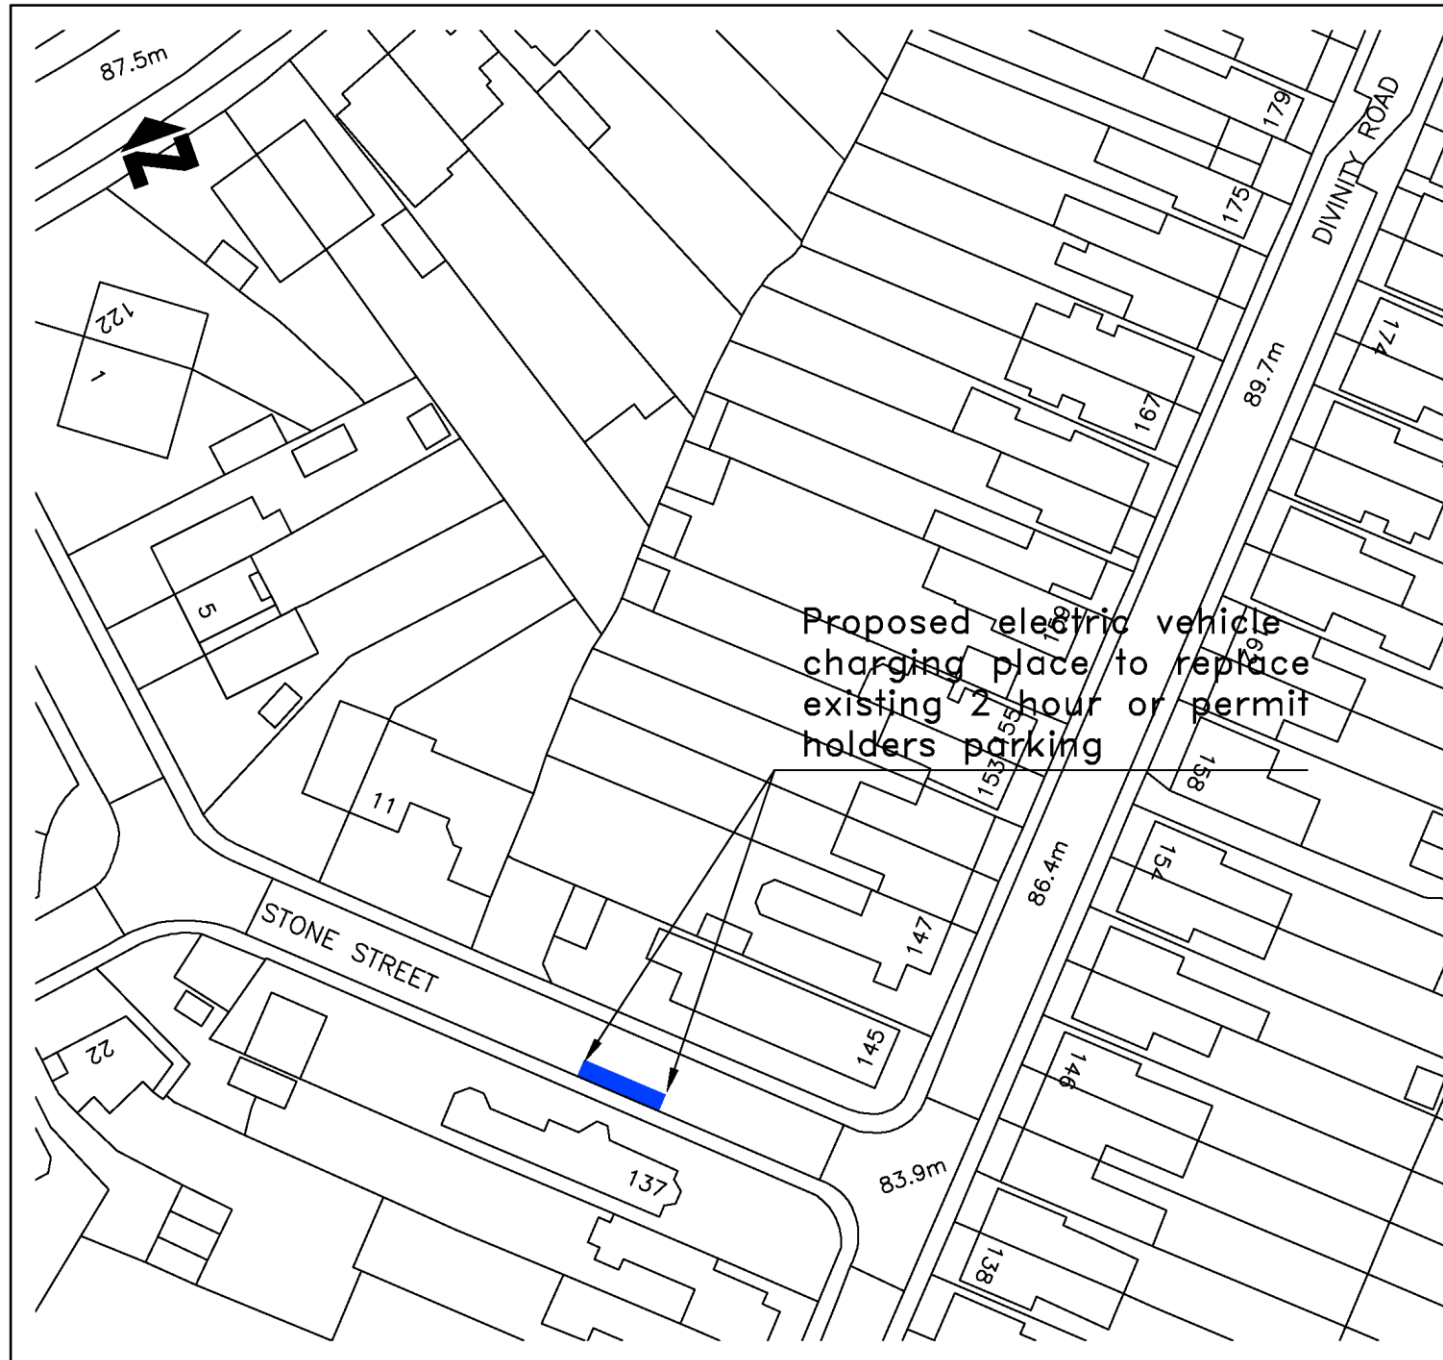 87.5m
N
179
DIVINITY ROAD
175
122
1
174
89.7m
167
5
159
162
Proposed electric vehicle
charging place to replace
existing 2 hour or permit
holders parking
155
153
158
11
154
86.4m
STONE STREET
147
145
22
146
137
83.9m
138